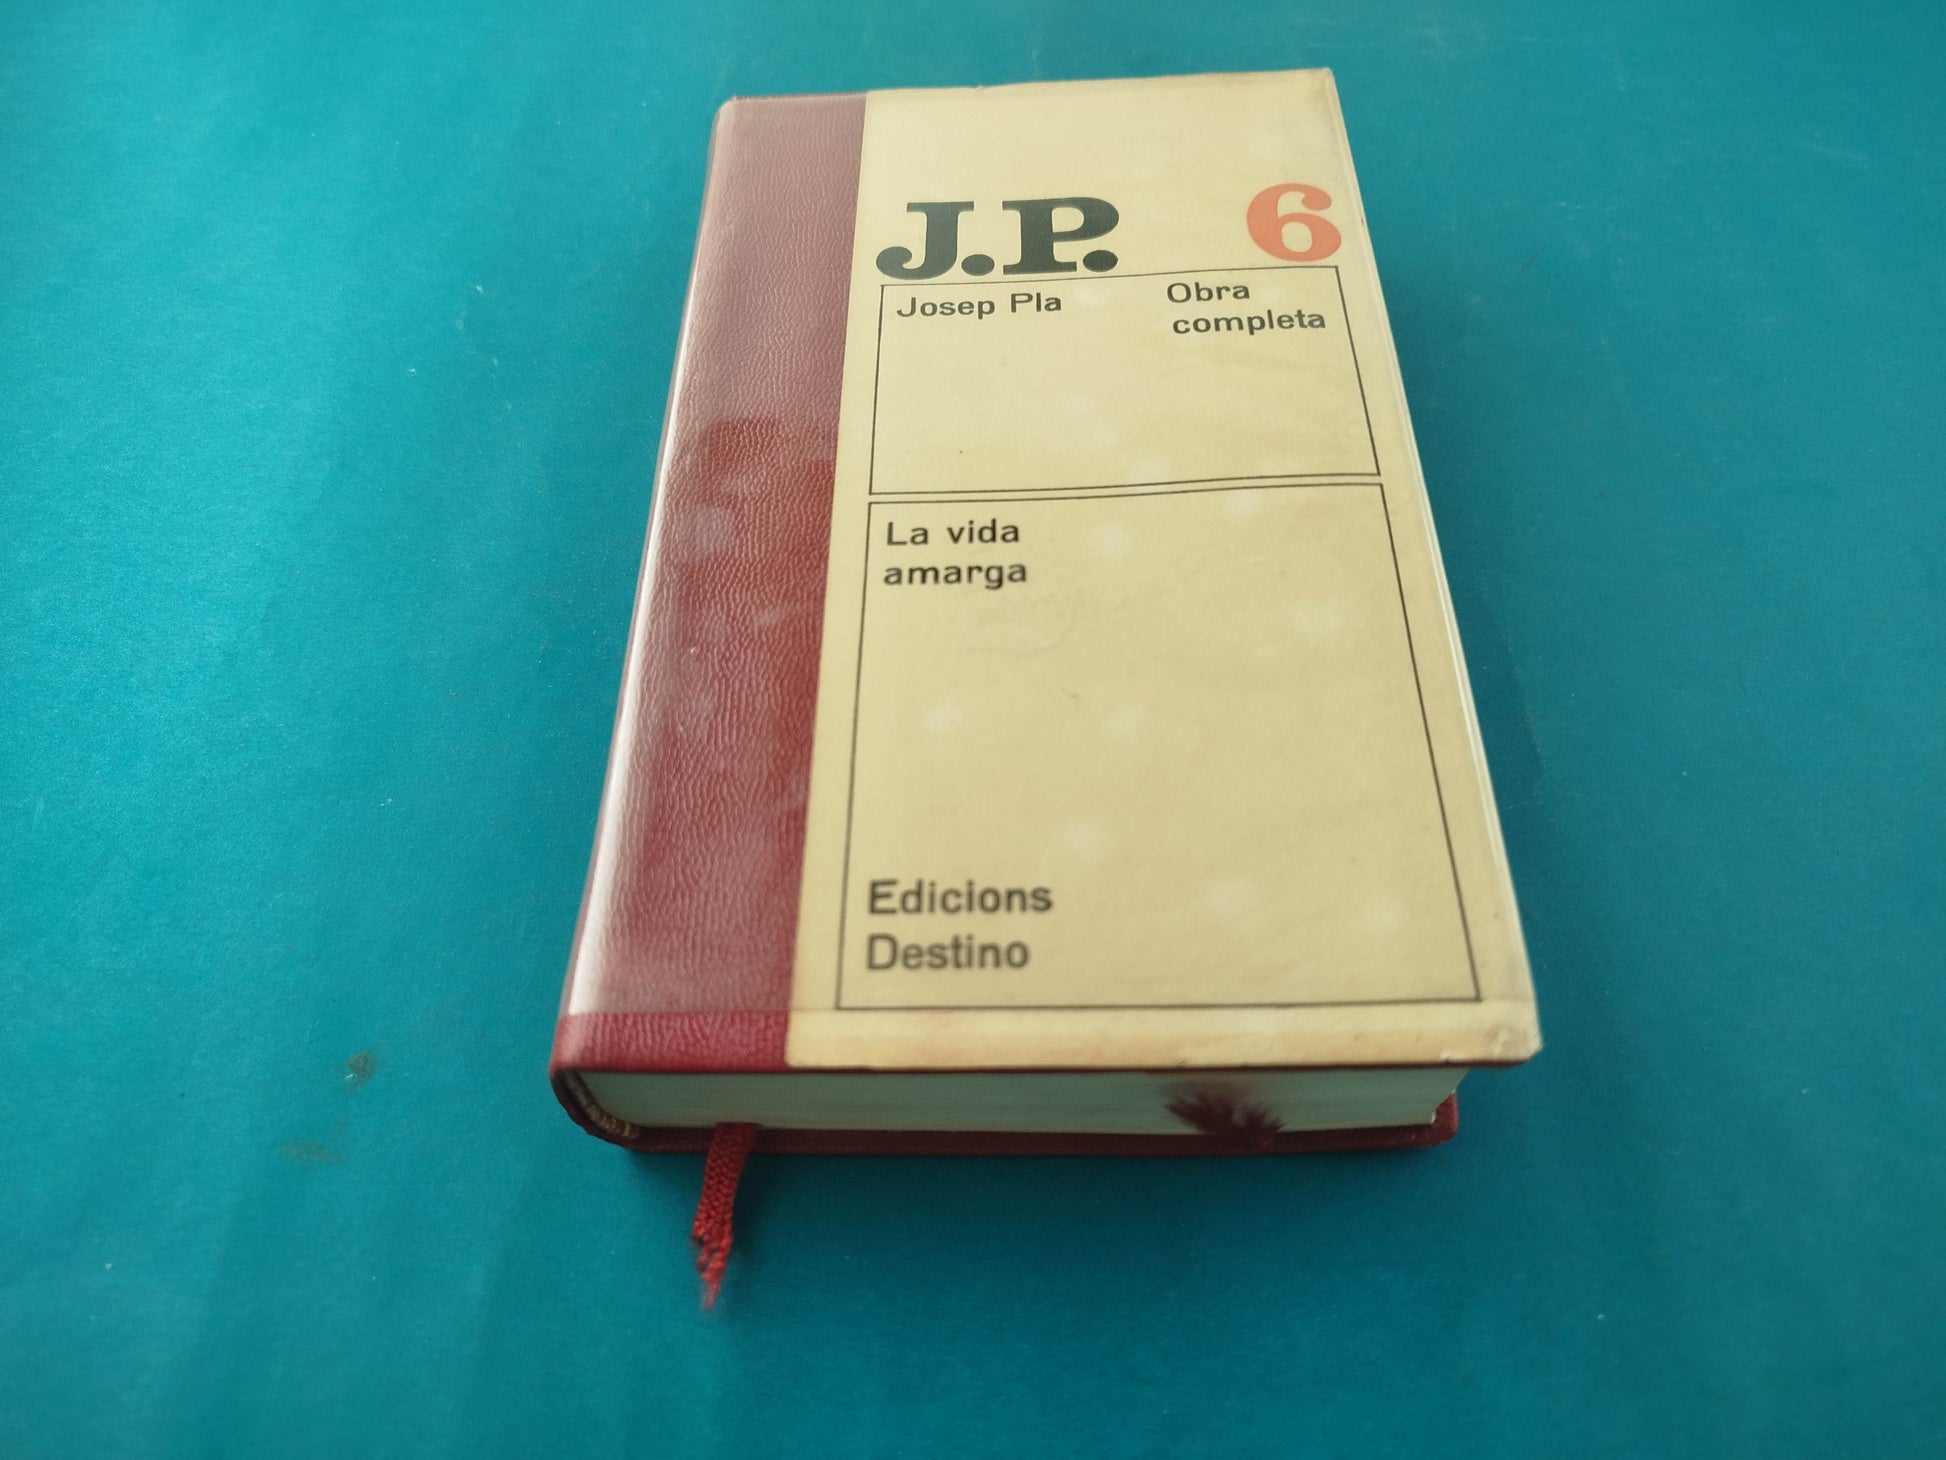 J.P. 6
Josep Pla
Obra
completa
La vida
amarga
Edicions
Destino